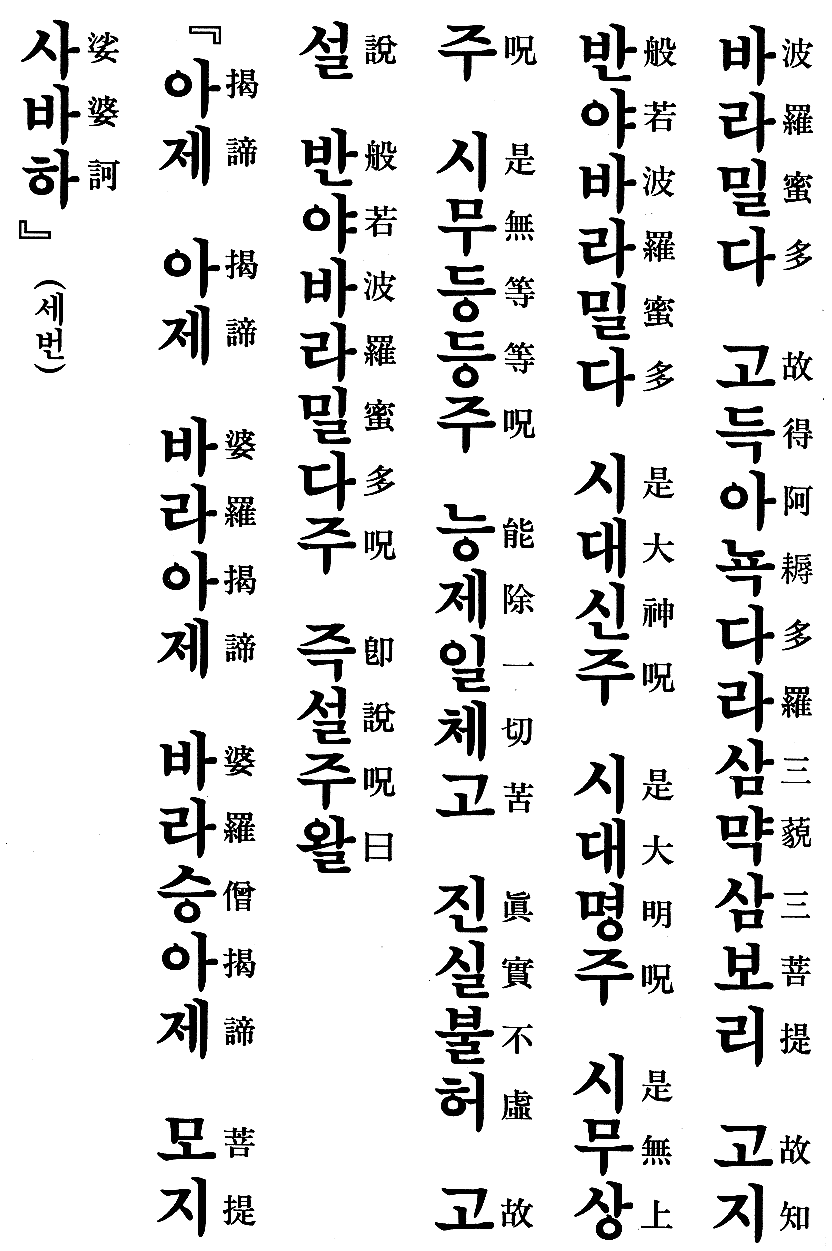 바라밀다 고득아뇩다라삼먁삼보리 고지
波羅蜜多 故得阿耨多羅三藐三菩提 故知
반야바라밀다 시대신주 시대명주 시무상
般若波羅蜜多 是大神呪 是大明呪 是無上
주 시무등등주 능제일체고 진실불허 고
呪 是無等等呪 能除一切苦 眞實不虛 故
설 반야바라밀다주 즉설주왈
說 般若波羅蜜多呪 卽說呪曰
『아제 아제 바라아제 바라승아제 모지
揭諦 揭諦 婆羅揭諦 婆羅僧揭諦 菩提
사바하』 (세번)
娑婆訶